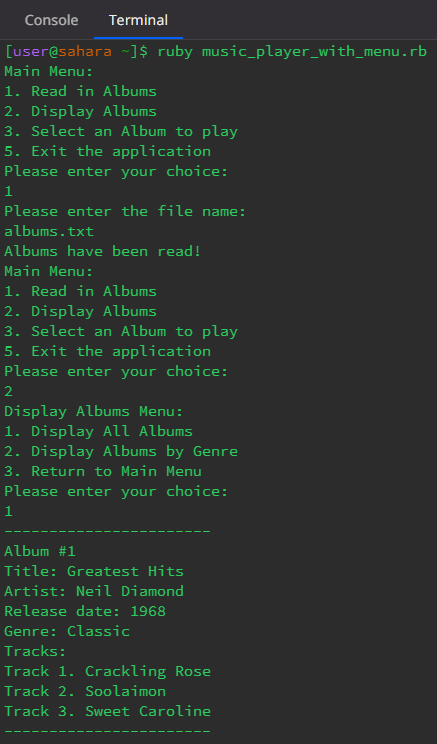 Console Terminal
[user@sahara ~]$ ruby music_player_with_menu.rb
Main Menu:
1. Read in Albums
2. Display Albums
3. Select an Album to play
5. Exit the application
Please enter your choice:
1
Please enter the file name:
albums.txt
Albums have been read!
Main Menu:
1. Read in Albums
2. Display Albums
3. Select an Album to play
5. Exit the application
Please enter your choice:
2
Display Albums Menu:
1. Display All Albums
2. Display Albums by Genre
3. Return to Main Menu
Please enter your choice:
1
-----------------------
Album #1
Title: Greatest Hits
Artist: Neil Diamond
Release date: 1968
Genre: Classic
Tracks:
Track 1. Crackling Rose
Track 2. Soolaimon
Track 3. Sweet Caroline
-----------------------